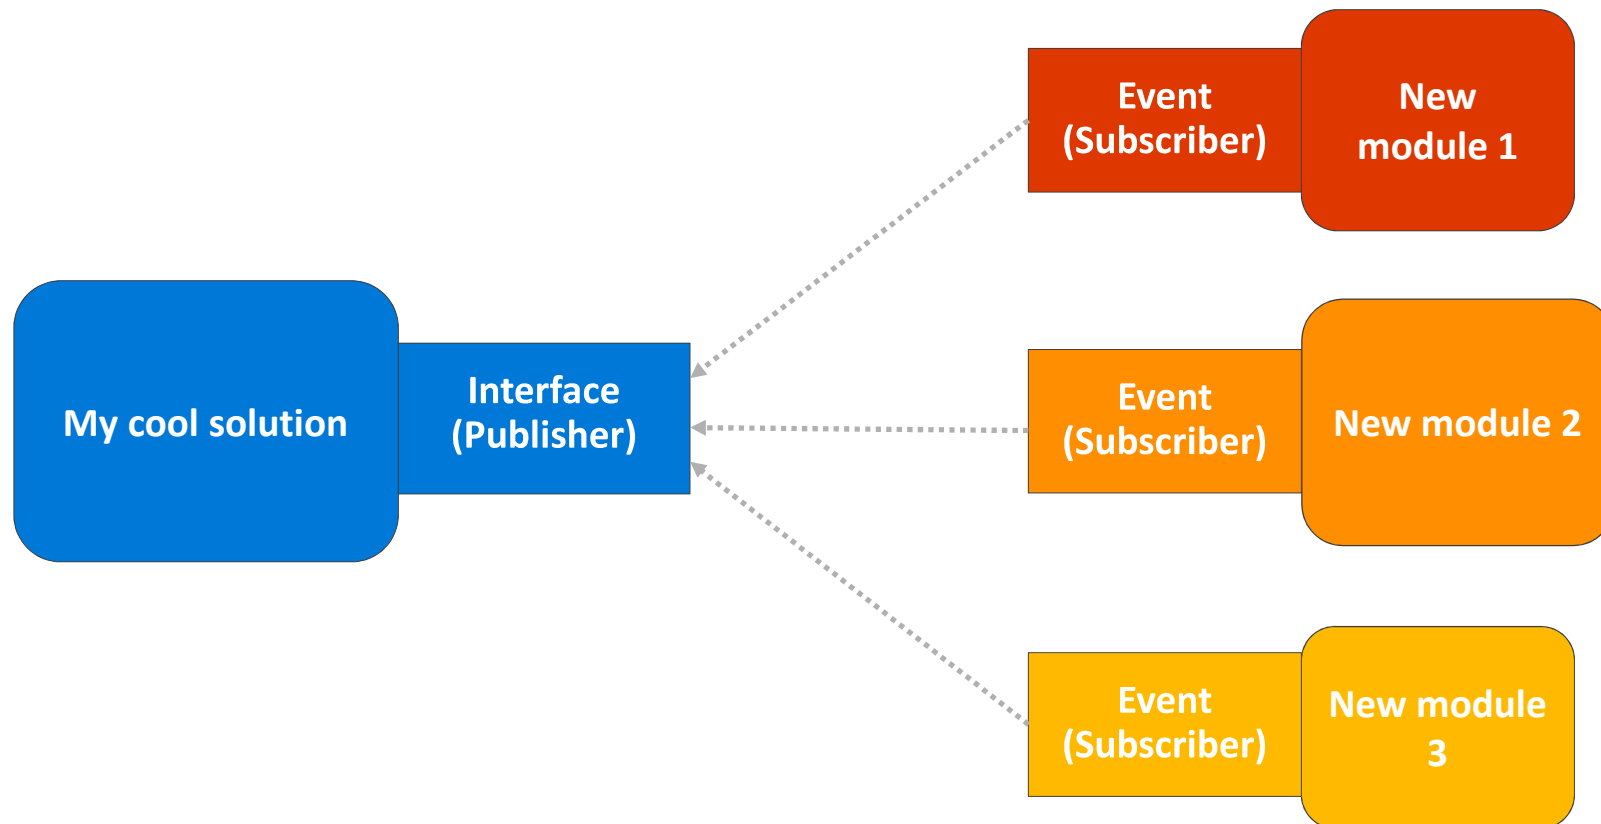 My cool solution
Interface
(Publisher)
Event
(Subscriber)
New
module 1
Event
(Subscriber)
New module 2
Event
(Subscriber)
New module
3